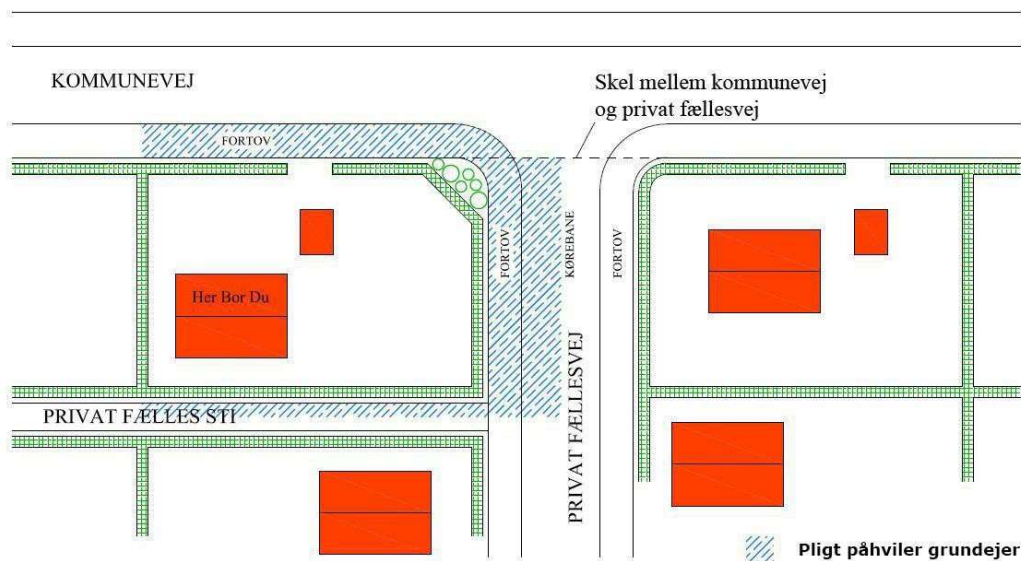 KOMMUNEVEJ
Skel mellem kommunevej
og privat fællesvej
FORTOV
FORTOV
KØREBANE
FORTOV
Her Bor Du
PRIVAT FÆLLESVEJ
PRIVAT FÆLLES STI
Pligt påhviler grundejer